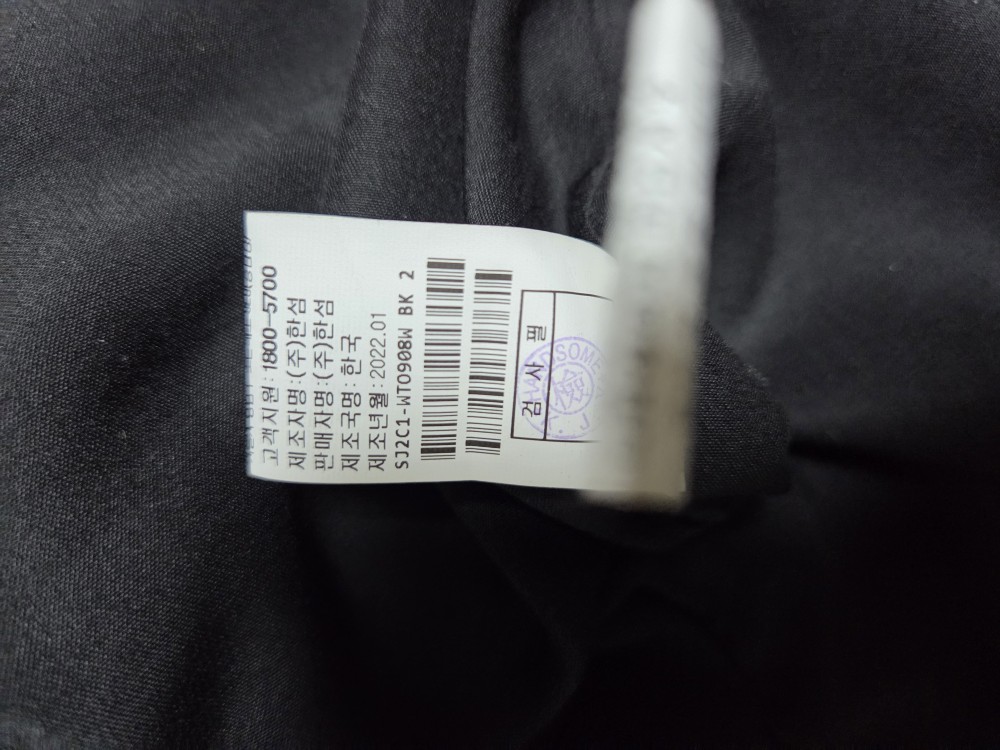 고객지원:1800-5700
제조자명:(주)한섬
판매자명:(주)한섬
제조국명:한국
제조년월:2022.01
SJ2C1-WTO908W BK 2
검 사 필
HANDSOME